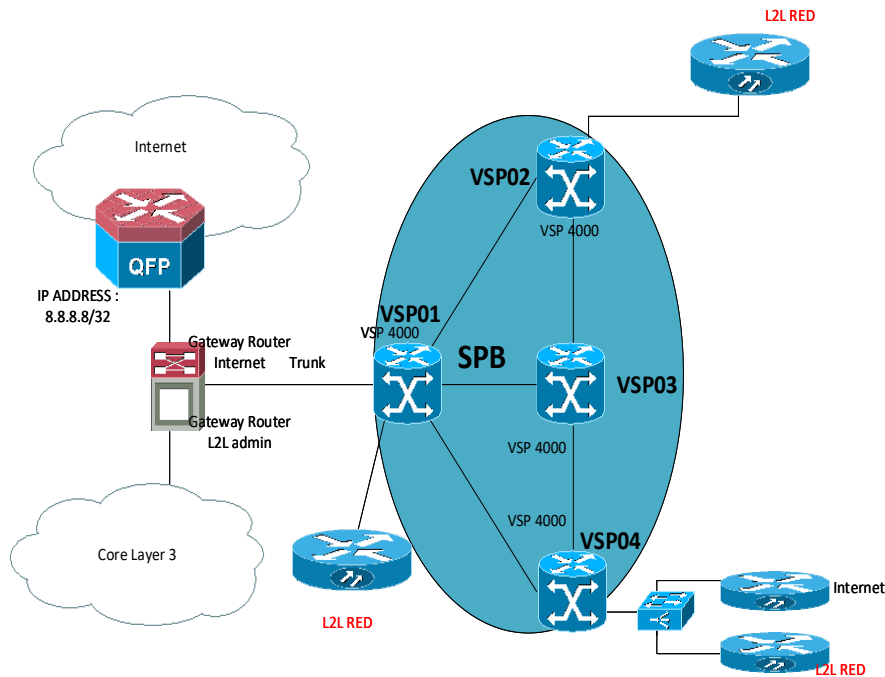 L2L RED
Internet
VSP02
VSP 4000
QFP
IP ADDRESS :
8.8.8.8/32
VSP01
VSP 4000
Gateway Router
Internet
Trunk
SPB
VSP03
Gateway Router
L2L admin
VSP 4000
VSP 4000
VSP04
Core Layer 3
Internet
L2L RED
L2L RED